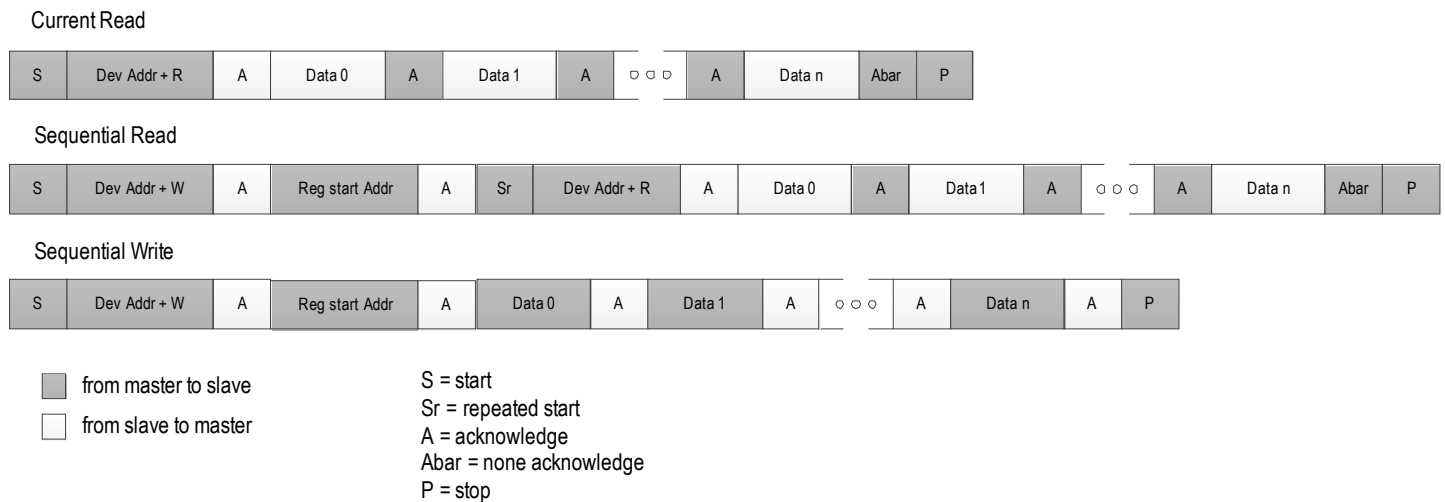 Current Read
S Dev Addr + R A Data 0 A Data 1 A A Data n Abar P
Sequential Read
S Dev Addr + W A Reg start Addr A Sr Dev Addr + R A Data 0 A Data 1 A A Data n Abar P
Sequential Write
S Dev Addr + W A Reg start Addr A Data 0 A Data 1 A A Data n A P
from master to slave
from slave to master
S = start
Sr = repeated start
A = acknowledge
Abar = none acknowledge
P = stop